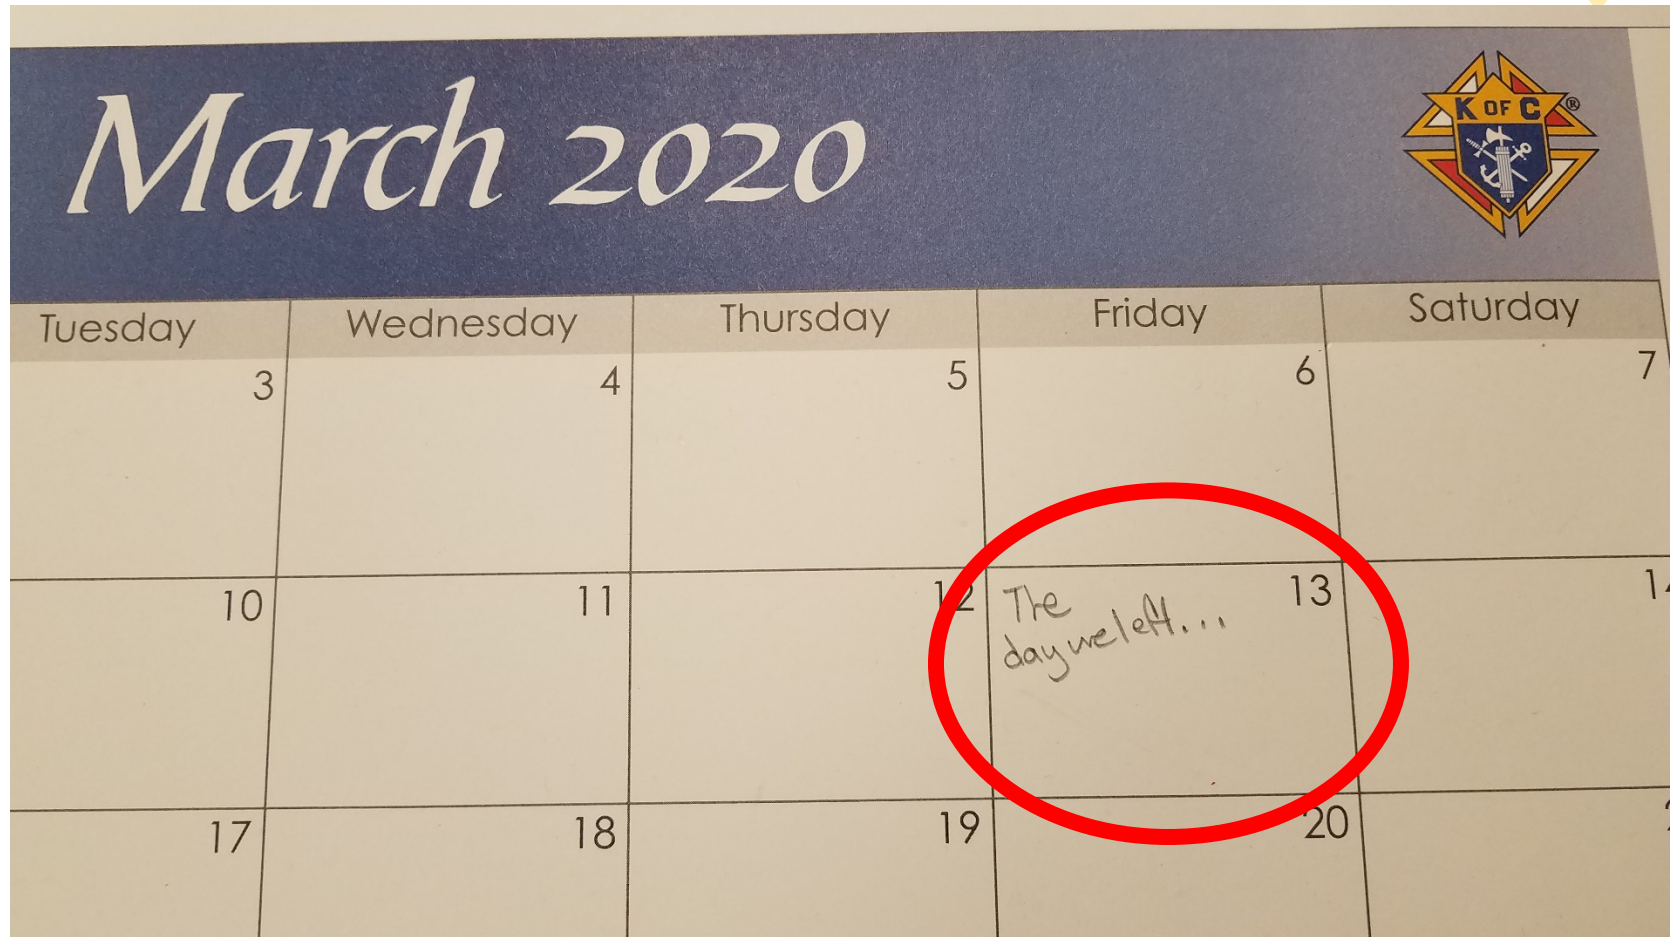 March 2020
K OF C ®
Tuesday Wednesday Thursday Friday Saturday
3 4 5 6 7
10 11 12 13
The
day we left...
17 18 19 20